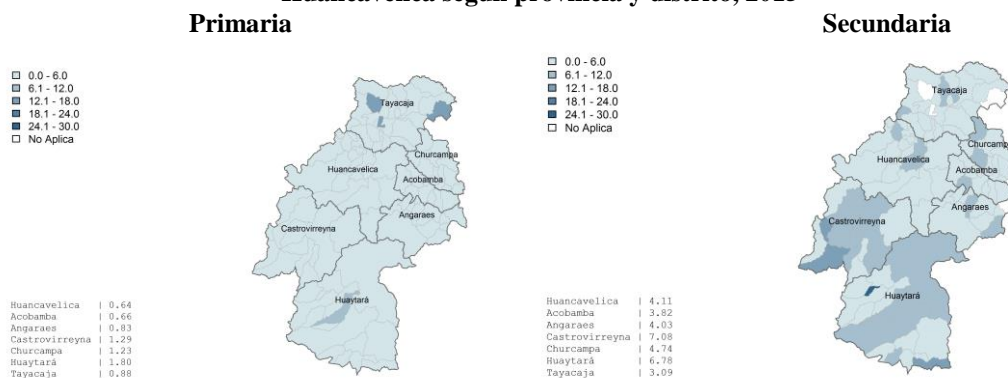 Huancavelica según provincia y distrito,
Primaria
0.0 - 6.0
6.1 - 12.0
12.1 - 18.0
18.1 - 24.0
24.1 - 30.0
No Aplica
Tayacaja
Churcampa
Huancavelica
Acobamba
Angaraes
Castrovirreyna
Huaytará
Huancavelica | 0.64
Acobamba | 0.66
Angaraes | 0.83
Castrovirreyna | 1.29
Churcampa | 1.23
Huaytará | 1.80
Tayacaja | 0.88
Secundaria
0.0 - 6.0
6.1 - 12.0
12.1 - 18.0
18.1 - 24.0
24.1 - 30.0
No Aplica
Tayacaja
Churcampa
Huancavelica
Acobamba
Angaraes
Castrovirreyna
Huaytará
Huancavelica | 4.11
Acobamba | 3.82
Angaraes | 4.03
Castrovirreyna | 7.08
Churcampa | 4.74
Huaytará | 6.78
Tayacaja | 3.09